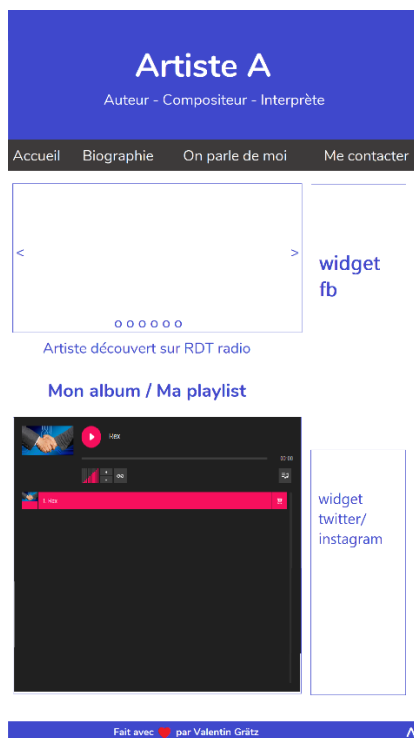 Artiste A
Auteur - Compositeur - Interprète
Accueil Biographie On parle de moi Me contacter
< >
widget
fb
o o o o o o
Artiste découvert sur RDT radio
Mon album / Ma playlist
Hex
00:00
1. Hex
widget
twitter/
instagram
Fait avec par Valentin Grätz